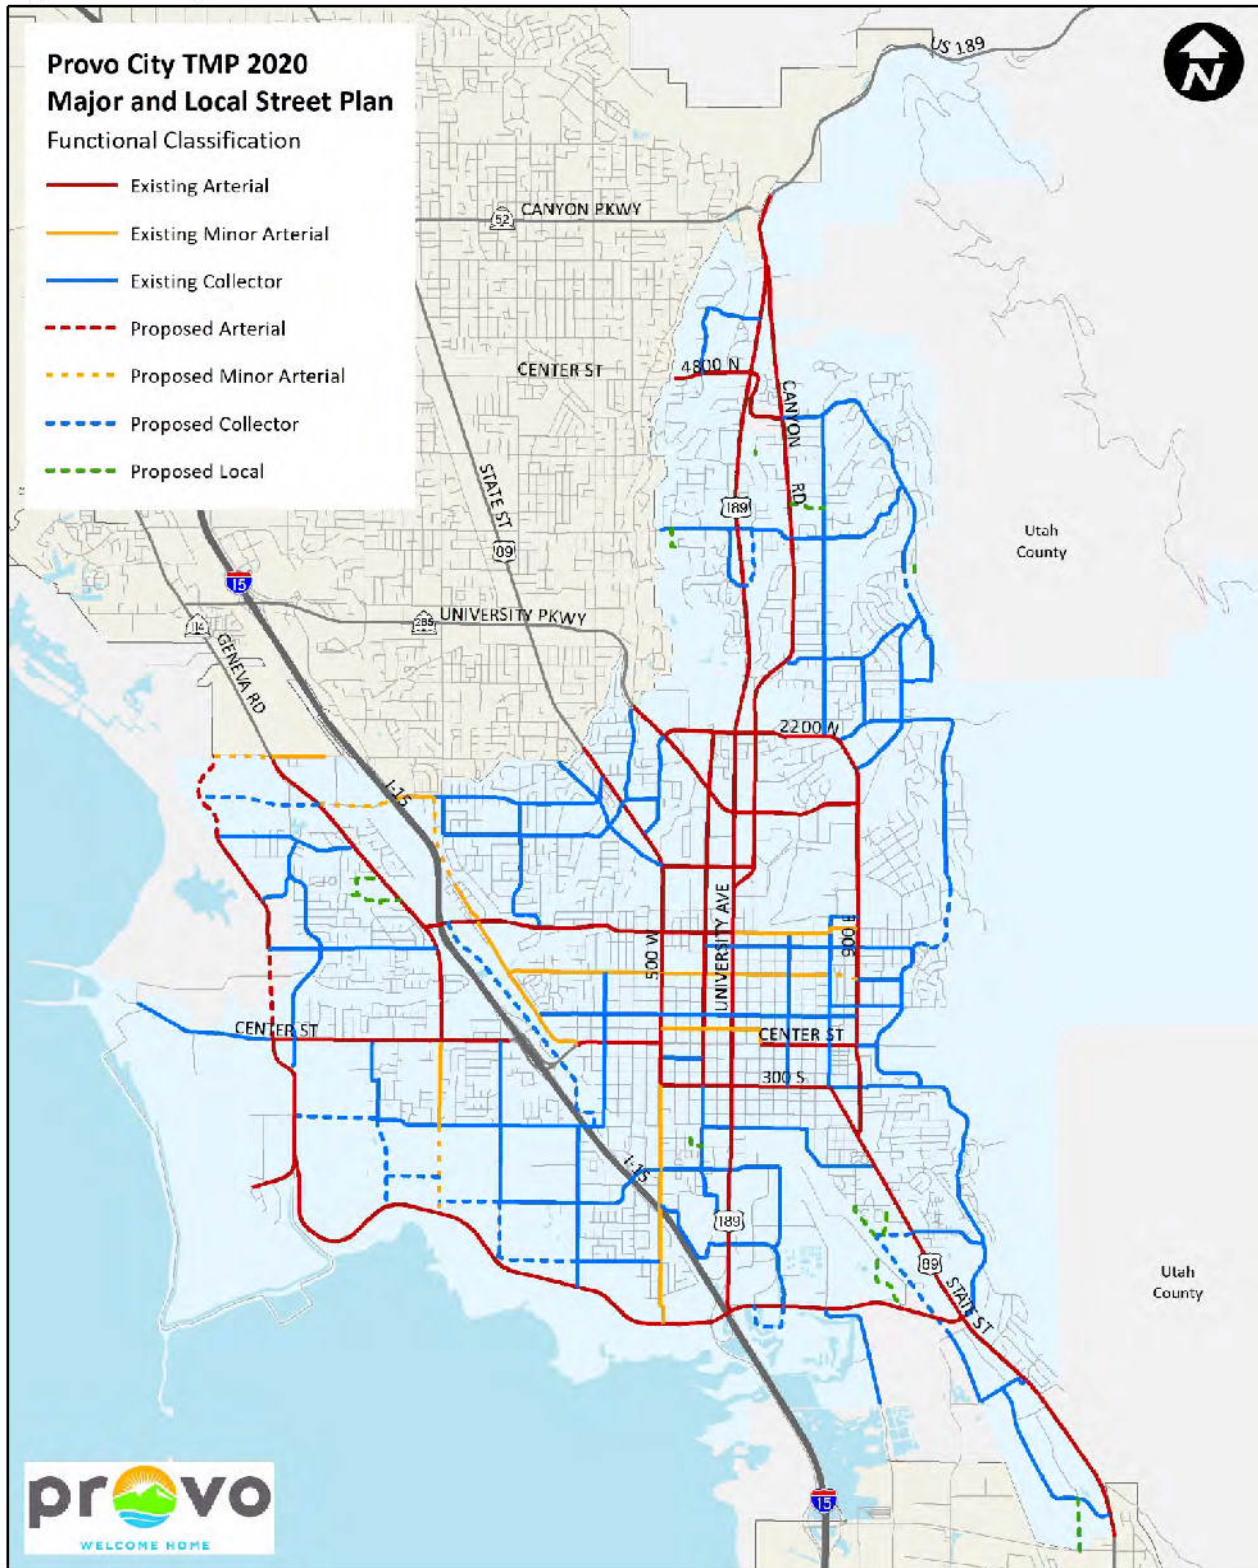 Provo City TMP 2020
Major and Local Street Plan
Functional Classification
Existing Arterial
Existing Minor Arterial
Existing Collector
Proposed Arterial
Proposed Minor Arterial
Proposed Collector
Proposed Local
US 189
N
52
CANYON PKWY
CENTER ST
4800 N
CANYON
RD
STATE ST
189
89
Utah
County
15
265
UNIVERSITY PKWY
114
GENEVA RD
2200 N
I-15
UNIVERSITY AVE
500 W
900 E
CENTER ST
CENTER ST
300 S
I-15
189
89
STATE ST
Utah
County
15
provo
WELCOME HOME